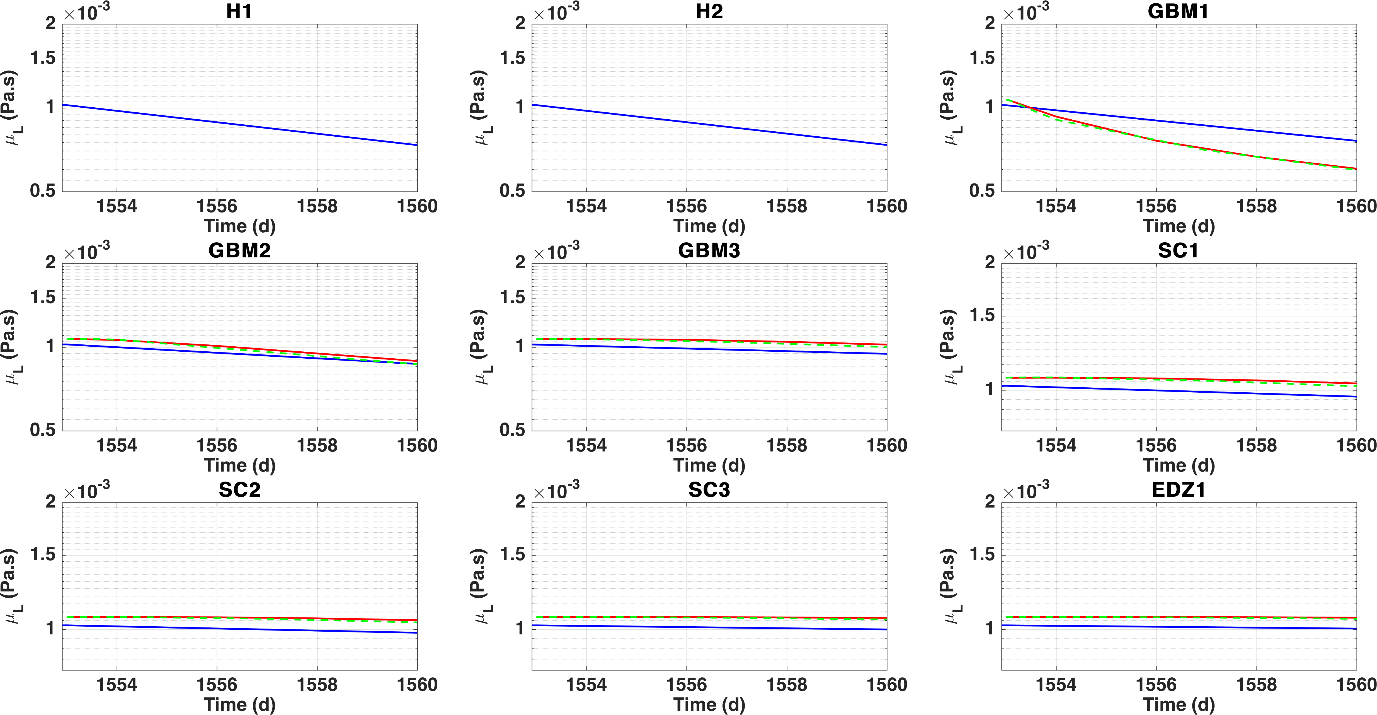 H1
×10⁻³
2
1.5
1
0.5
μL (Pa.s)
1554 1556 1558 1560
Time (d)
H2
×10⁻³
2
1.5
1
0.5
μL (Pa.s)
1554 1556 1558 1560
Time (d)
GBM1
×10⁻³
2
1.5
1
0.5
μL (Pa.s)
1554 1556 1558 1560
Time (d)
GBM2
×10⁻³
2
1.5
1
0.5
μL (Pa.s)
1554 1556 1558 1560
Time (d)
GBM3
×10⁻³
2
1.5
1
0.5
μL (Pa.s)
1554 1556 1558 1560
Time (d)
SC1
×10⁻³
2
1.5
1
μL (Pa.s)
1554 1556 1558 1560
Time (d)
SC2
×10⁻³
2
1.5
1
μL (Pa.s)
1554 1556 1558 1560
Time (d)
SC3
×10⁻³
2
1.5
1
μL (Pa.s)
1554 1556 1558 1560
Time (d)
EDZ1
×10⁻³
2
1.5
1
μL (Pa.s)
1554 1556 1558 1560
Time (d)